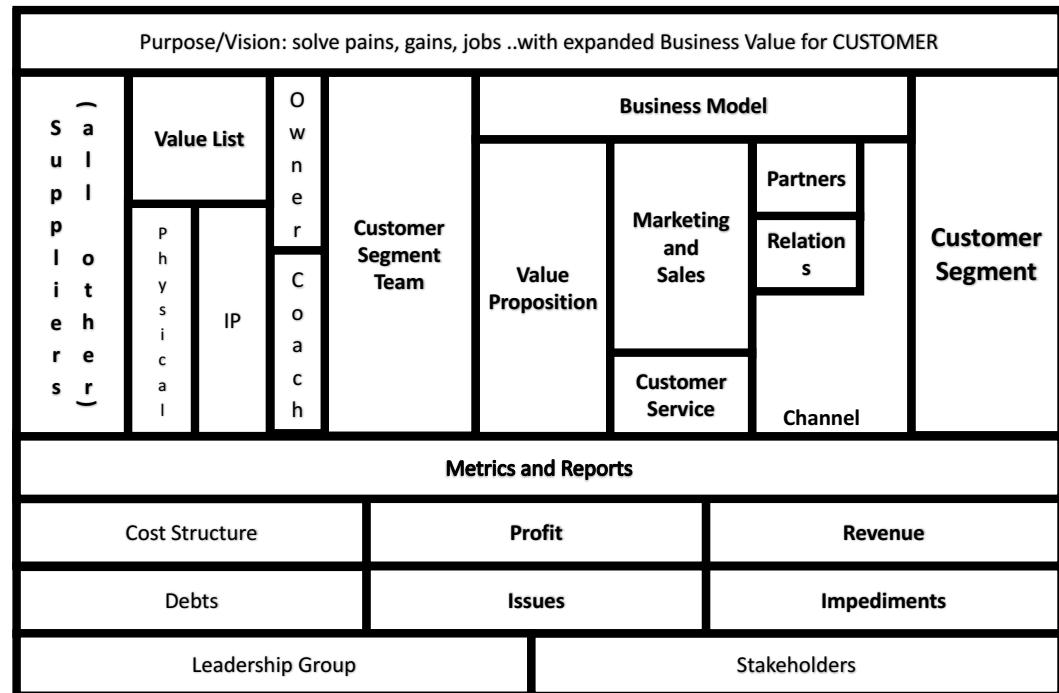 Purpose/Vision: solve pains, gains, jobs ..with expanded Business Value for CUSTOMER
Suppliers
(all other)
Value List
Physical
IP
Owner
Coach
Customer
Segment
Team
Business Model
Value
Proposition
Marketing
and
Sales
Customer
Service
Partners
Relation
s
Channel
Customer
Segment
Metrics and Reports
Cost Structure
Profit
Revenue
Debts
Issues
Impediments
Leadership Group
Stakeholders